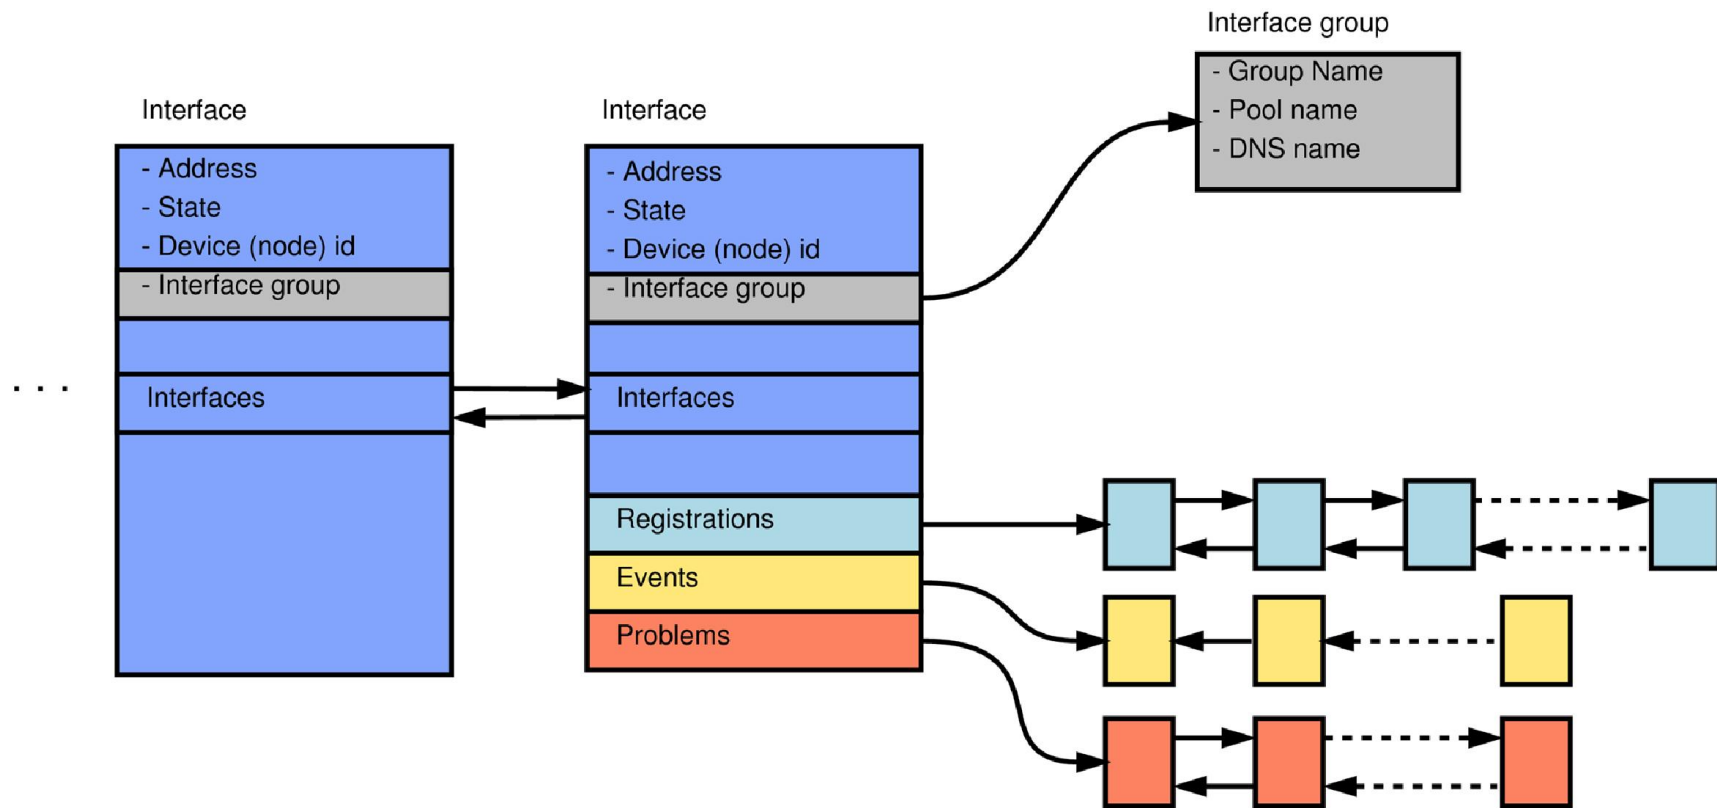 Interface group
- Group Name
- Pool name
- DNS name
Interface
- Address
- State
- Device (node) id
- Interface group
Interfaces
Interface
- Address
- State
- Device (node) id
- Interface group
Interfaces
Registrations
Events
Problems
. . .